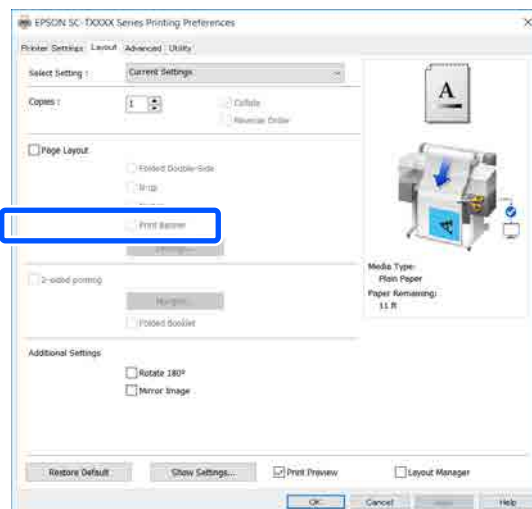 EPSON SC-TXXXX Series Printing Preferences
Printer Settings Layout Advanced Utility
Select Setting : Current Settings
Copies : 1 Collate
Reverse Order
Page Layout
Folded Double-Side
N-up
Print Banner
2-sided printing
Folded Booklet
Additional Settings
Rotate 180º
Mirror Image
A
A
Media Type:
Plain Paper
Paper Remaining:
11 ft
Restore Default Show Settings... Print Preview Layout Manager
OK Cancel Help